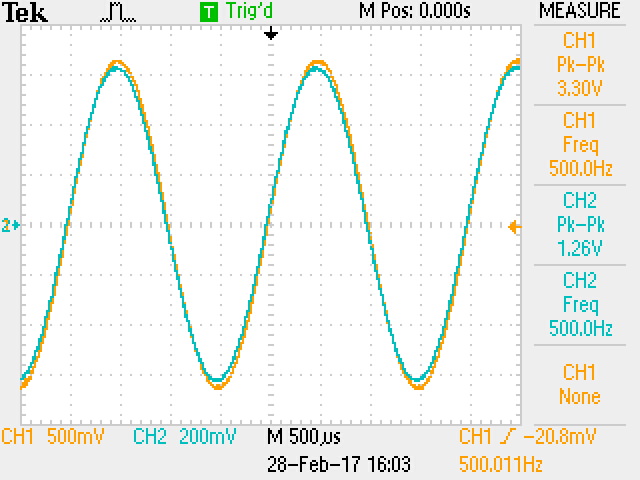 Tek T Trig'd M Pos: 0.000s MEASURE
CH1
Pk-Pk
3.30V
CH1
Freq
500.0Hz
CH2
Pk-Pk
1.26V
CH2
Freq
500.0Hz
CH1
None
2
CH1 500mV CH2 200mV M 500µs CH1 -20.8mV
28-Feb-17 16:03 500.011Hz